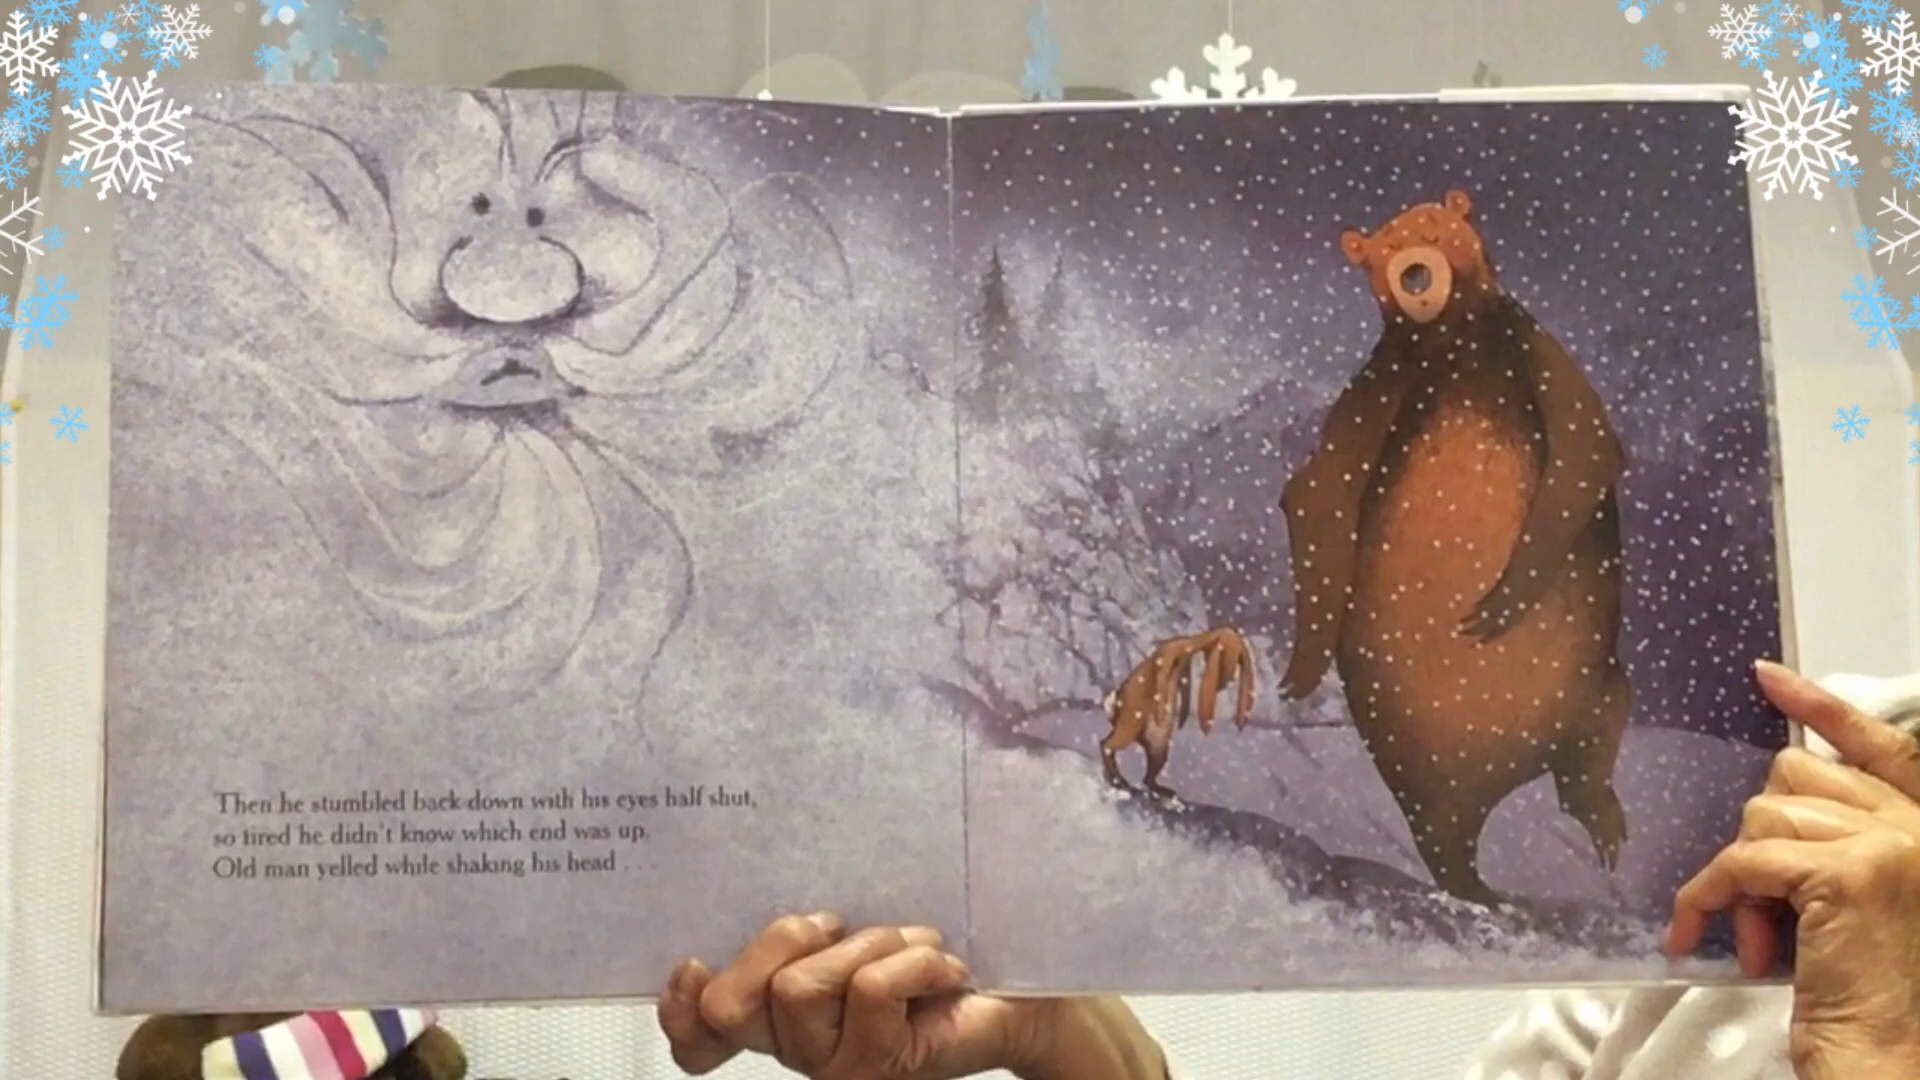 Then he stumbled back down with his eyes half shut,
so tired he didn't know which end was up.
Old man yelled while shaking his head . . .